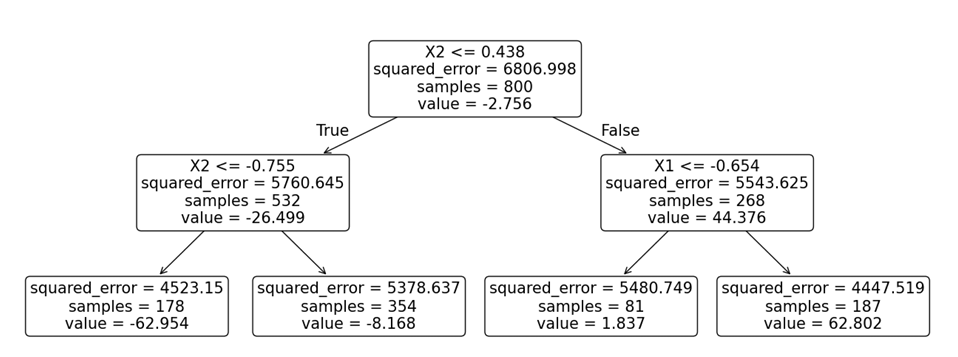 X2 <= 0.438
squared_error = 6806.998
samples = 800
value = -2.756
True
False
X2 <= -0.755
squared_error = 5760.645
samples = 532
value = -26.499
X1 <= -0.654
squared_error = 5543.625
samples = 268
value = 44.376
squared_error = 4523.15
samples = 178
value = -62.954
squared_error = 5378.637
samples = 354
value = -8.168
squared_error = 5480.749
samples = 81
value = 1.837
squared_error = 4447.519
samples = 187
value = 62.802